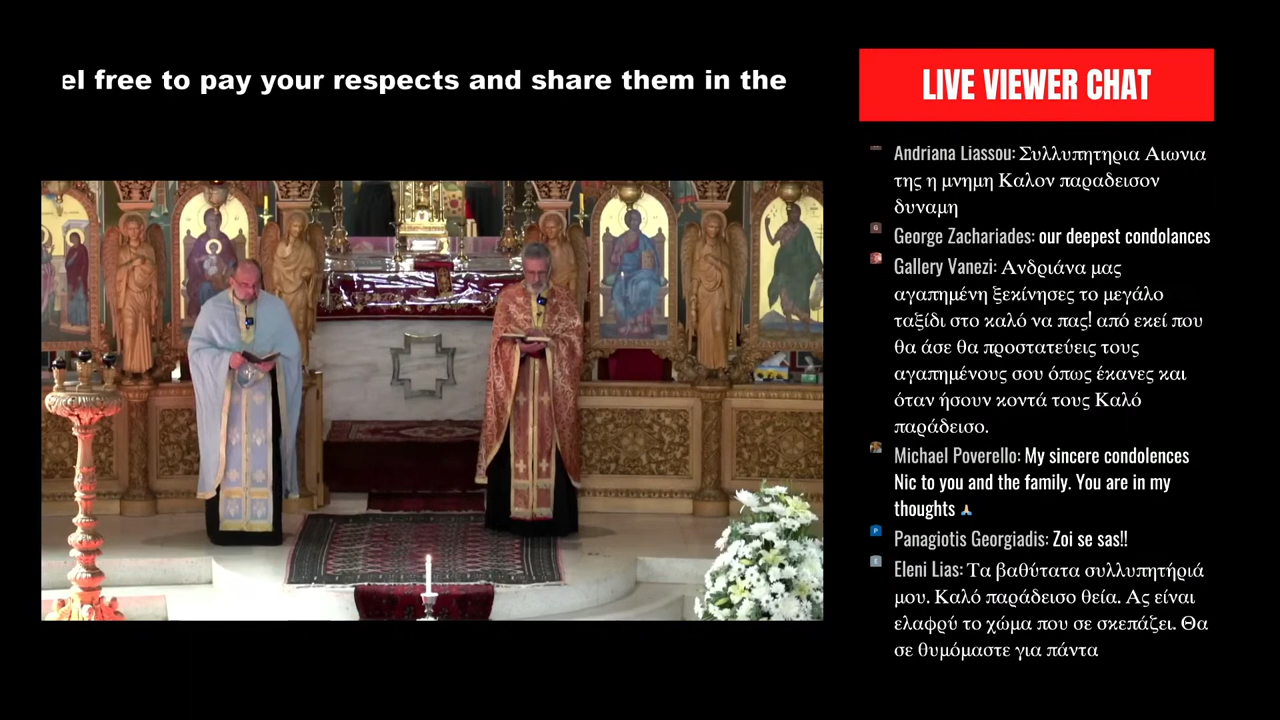 el free to pay your respects and share them in the
LIVE VIEWER CHAT
Andriana Liassou: Συλλυπητηρια Αιωνια
της η μνημη Καλον παραδεισον
δυναμη
George Zachariades: our deepest condolances
Gallery Vanezi: Ανδριάνα μας
αγαπημένη ξεκίνησες το μεγάλο
ταξίδι στο καλό να πας! από εκεί που
θα άσε θα προστατεύεις τους
αγαπημένους σου όπως έκανες και
όταν ήσουν κοντά τους Καλό
παράδεισο.
Michael Poverello: My sincere condolences
Nic to you and the family. You are in my
thoughts 🙏
Panagiotis Georgiadis: Zoi se sas!!
Eleni Lias: Τα βαθύτατα συλλυπητήριά
μου. Καλό παράδεισο θεία. Ας είναι
ελαφρύ το χώμα που σε σκεπάζει. Θα
σε θυμόμαστε για πάντα